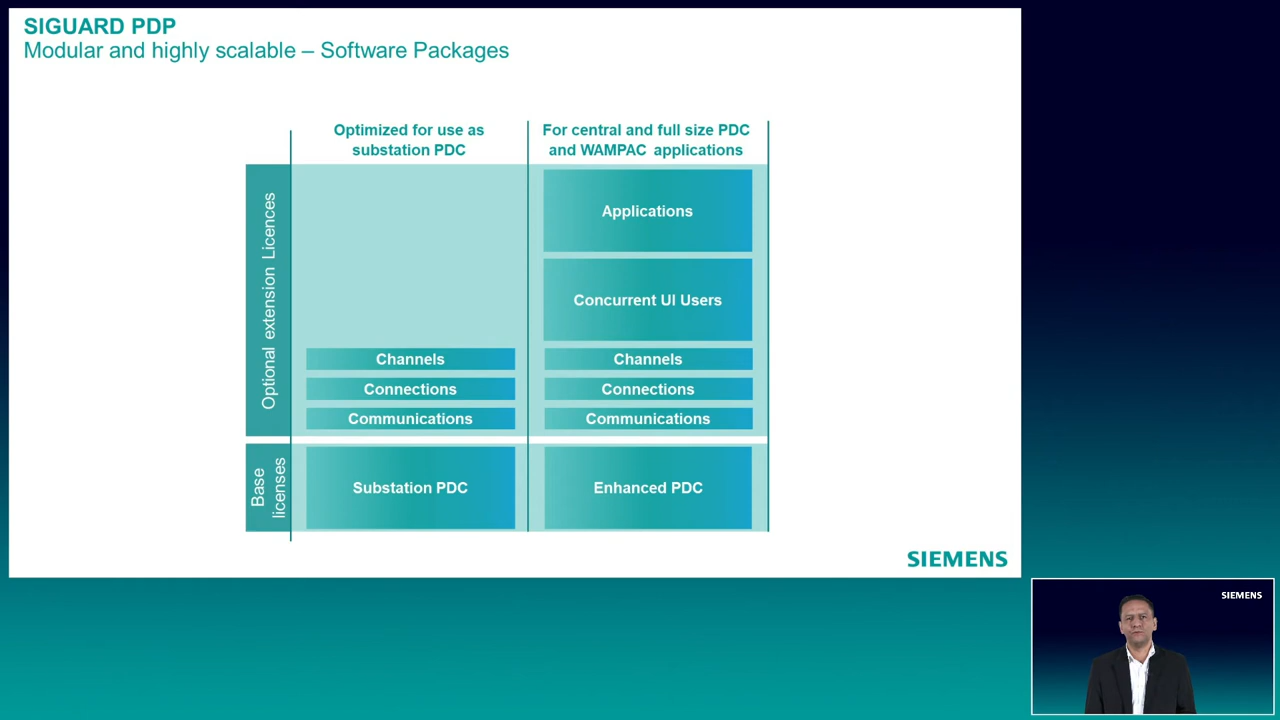 SIGUARD PDP
Modular and highly scalable – Software Packages
Optimized for use as
substation PDC
For central and full size PDC
and WAMPAC applications
Optional extension Licences
Applications
Concurrent UI Users
Channels
Channels
Connections
Connections
Communications
Communications
Base
licenses
Substation PDC
Enhanced PDC
SIEMENS
SIEMENS